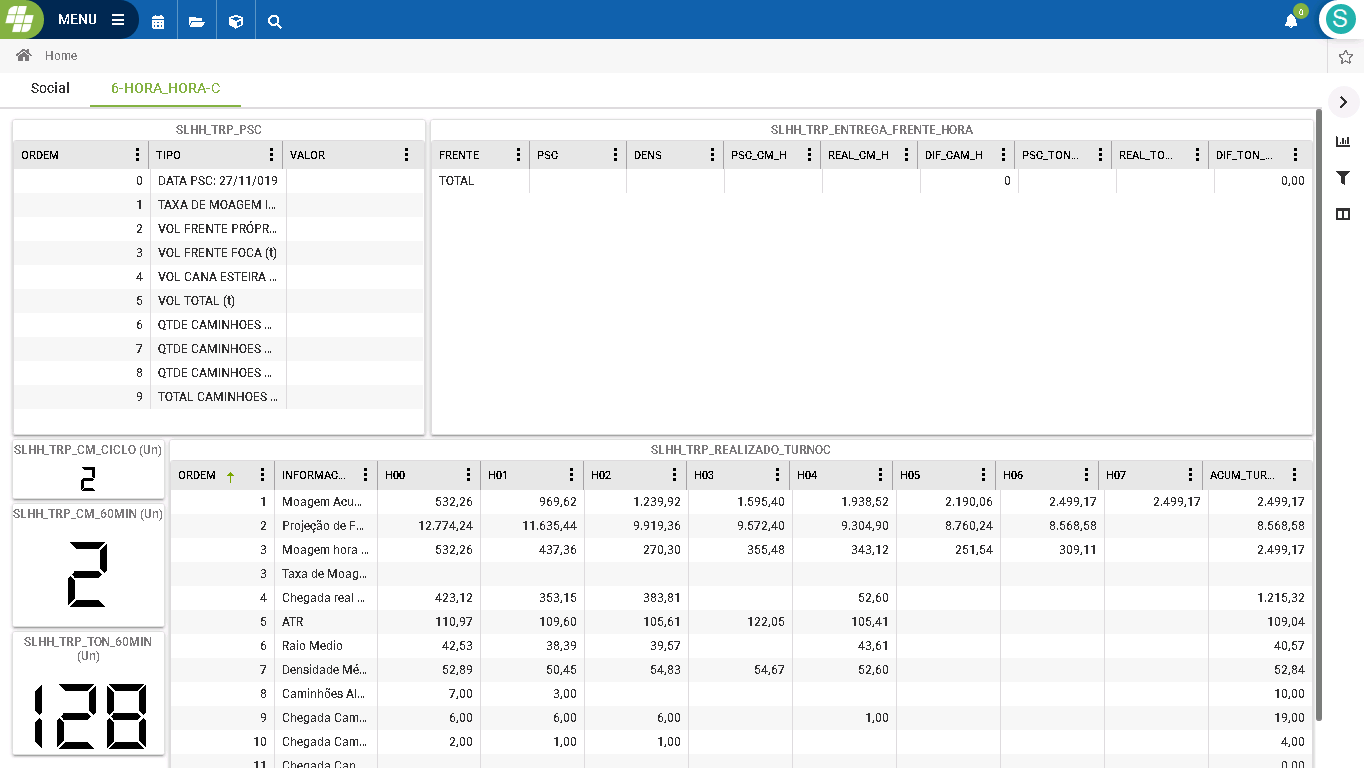 MENU 0 S
Home
Social 6-HORA_HORA-C
SLHH_TRP_PSC
ORDEM TIPO VALOR
0 DATA PSC: 27/11/019
1 TAXA DE MOAGEM I...
2 VOL FRENTE PRÓPR...
3 VOL FRENTE FOCA (t)
4 VOL CANA ESTEIRA ...
5 VOL TOTAL (t)
6 QTDE CAMINHOES ...
7 QTDE CAMINHOES ...
8 QTDE CAMINHOES ...
9 TOTAL CAMINHOES ...
SLHH_TRP_ENTREGA_FRENTE_HORA
FRENTE PSC DENS PSC_CM_H REAL_CM_H DIF_CAM_H PSC_TON... REAL_TO... DIF_TON_...
TOTAL 0 0,00
SLHH_TRP_CM_CICLO (Un)
2
SLHH_TRP_CM_60MIN (Un)
2
SLHH_TRP_TON_60MIN
(Un)
128
SLHH_TRP_REALIZADO_TURNOC
ORDEM INFORMAC... H00 H01 H02 H03 H04 H05 H06 H07 ACUM_TUR...
1 Moagem Acu... 532,26 969,62 1.239,92 1.595,40 1.938,52 2.190,06 2.499,17 2.499,17 2.499,17
2 Projeção de F... 12.774,24 11.635,44 9.919,36 9.572,40 9.304,90 8.760,24 8.568,58 8.568,58
3 Moagem hora ... 532,26 437,36 270,30 355,48 343,12 251,54 309,11 2.499,17
3 Taxa de Moag...
4 Chegada real ... 423,12 353,15 383,81 52,60 1.215,32
5 ATR 110,97 109,60 105,61 122,05 105,41 109,04
6 Raio Medio 42,53 38,39 39,57 43,61 40,57
7 Densidade Mé... 52,89 50,45 54,83 54,67 52,60 52,84
8 Caminhões Al... 7,00 3,00 10,00
9 Chegada Cam... 6,00 6,00 6,00 1,00 19,00
10 Chegada Cam... 2,00 1,00 1,00 4,00
11 Chegada Can... 0,00